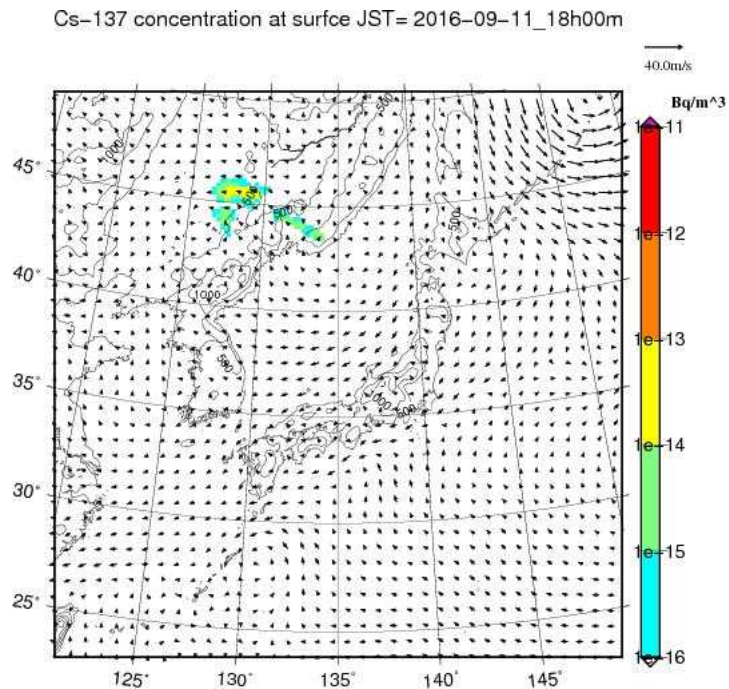 Cs-137 concentration at surfce JST= 2016-09-11_18h00m
40.0m/s
Bq/m^3
1e-11
1e-12
1e-13
1e-14
1e-15
1e-16
45°
40°
35°
30°
25°
125°
130°
135°
140°
145°
1000
500
500
500
500
1000
500
1000
500